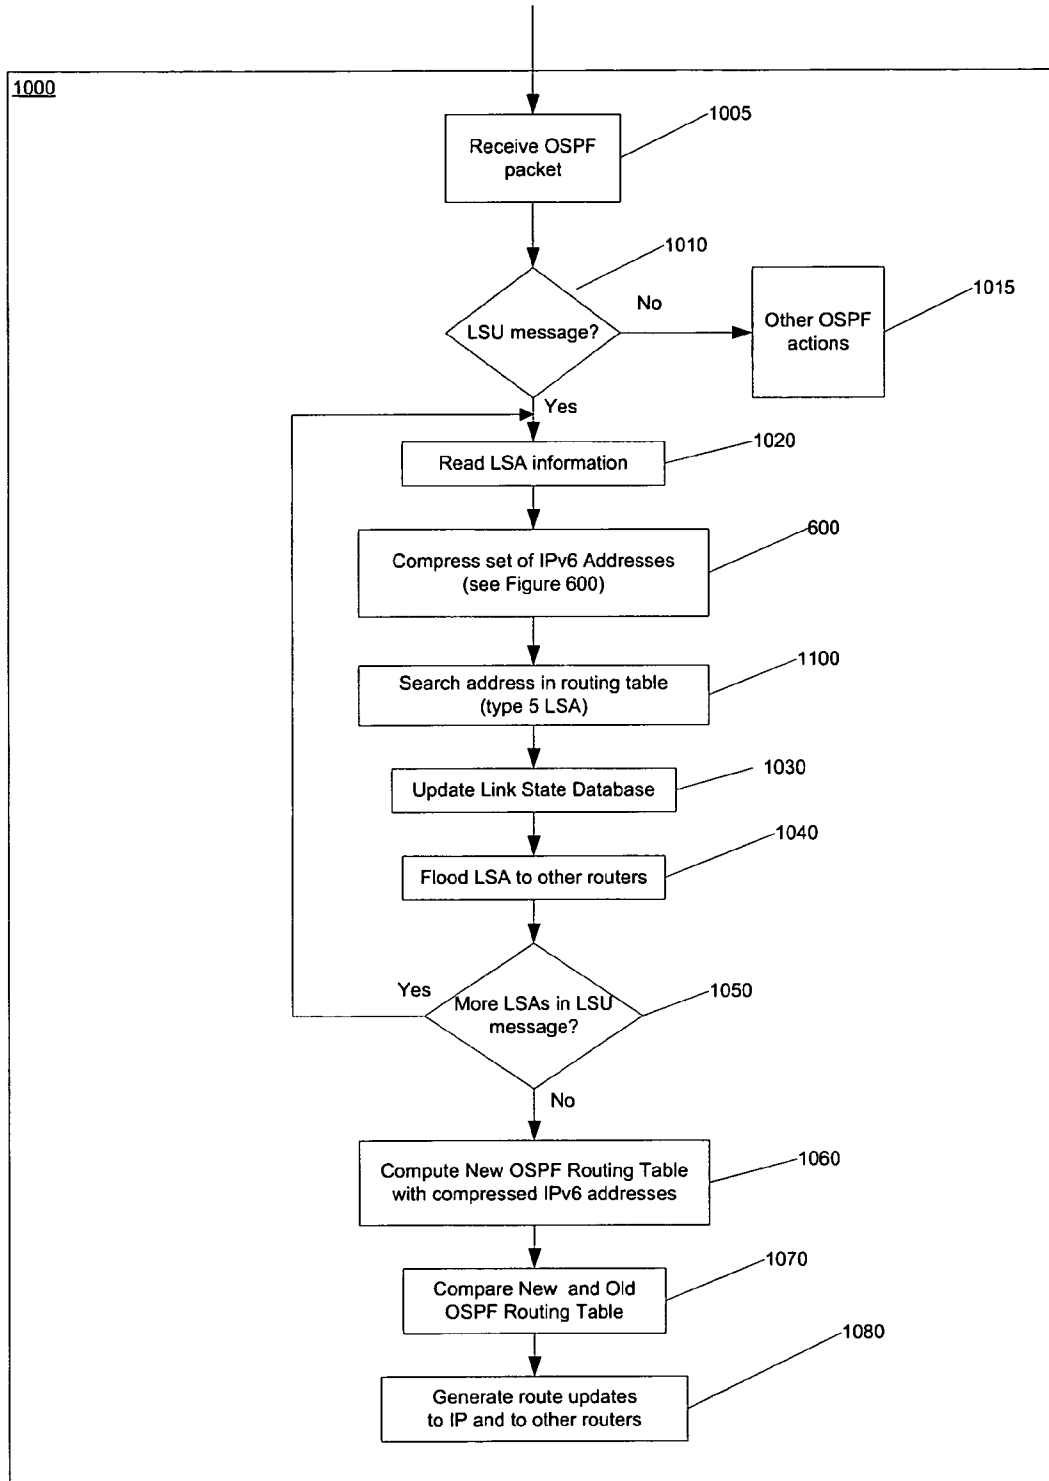 1000
Receive OSPF
packet
1005
1010
LSU message?
No
Other OSPF
actions
1015
Yes
Read LSA information
1020
Compress set of IPv6 Addresses
(see Figure 600)
600
Search address in routing table
(type 5 LSA)
1100
Update Link State Database
1030
Flood LSA to other routers
1040
Yes
More LSAs in LSU
message?
1050
No
Compute New OSPF Routing Table
with compressed IPv6 addresses
1060
Compare New and Old
OSPF Routing Table
1070
Generate route updates
to IP and to other routers
1080